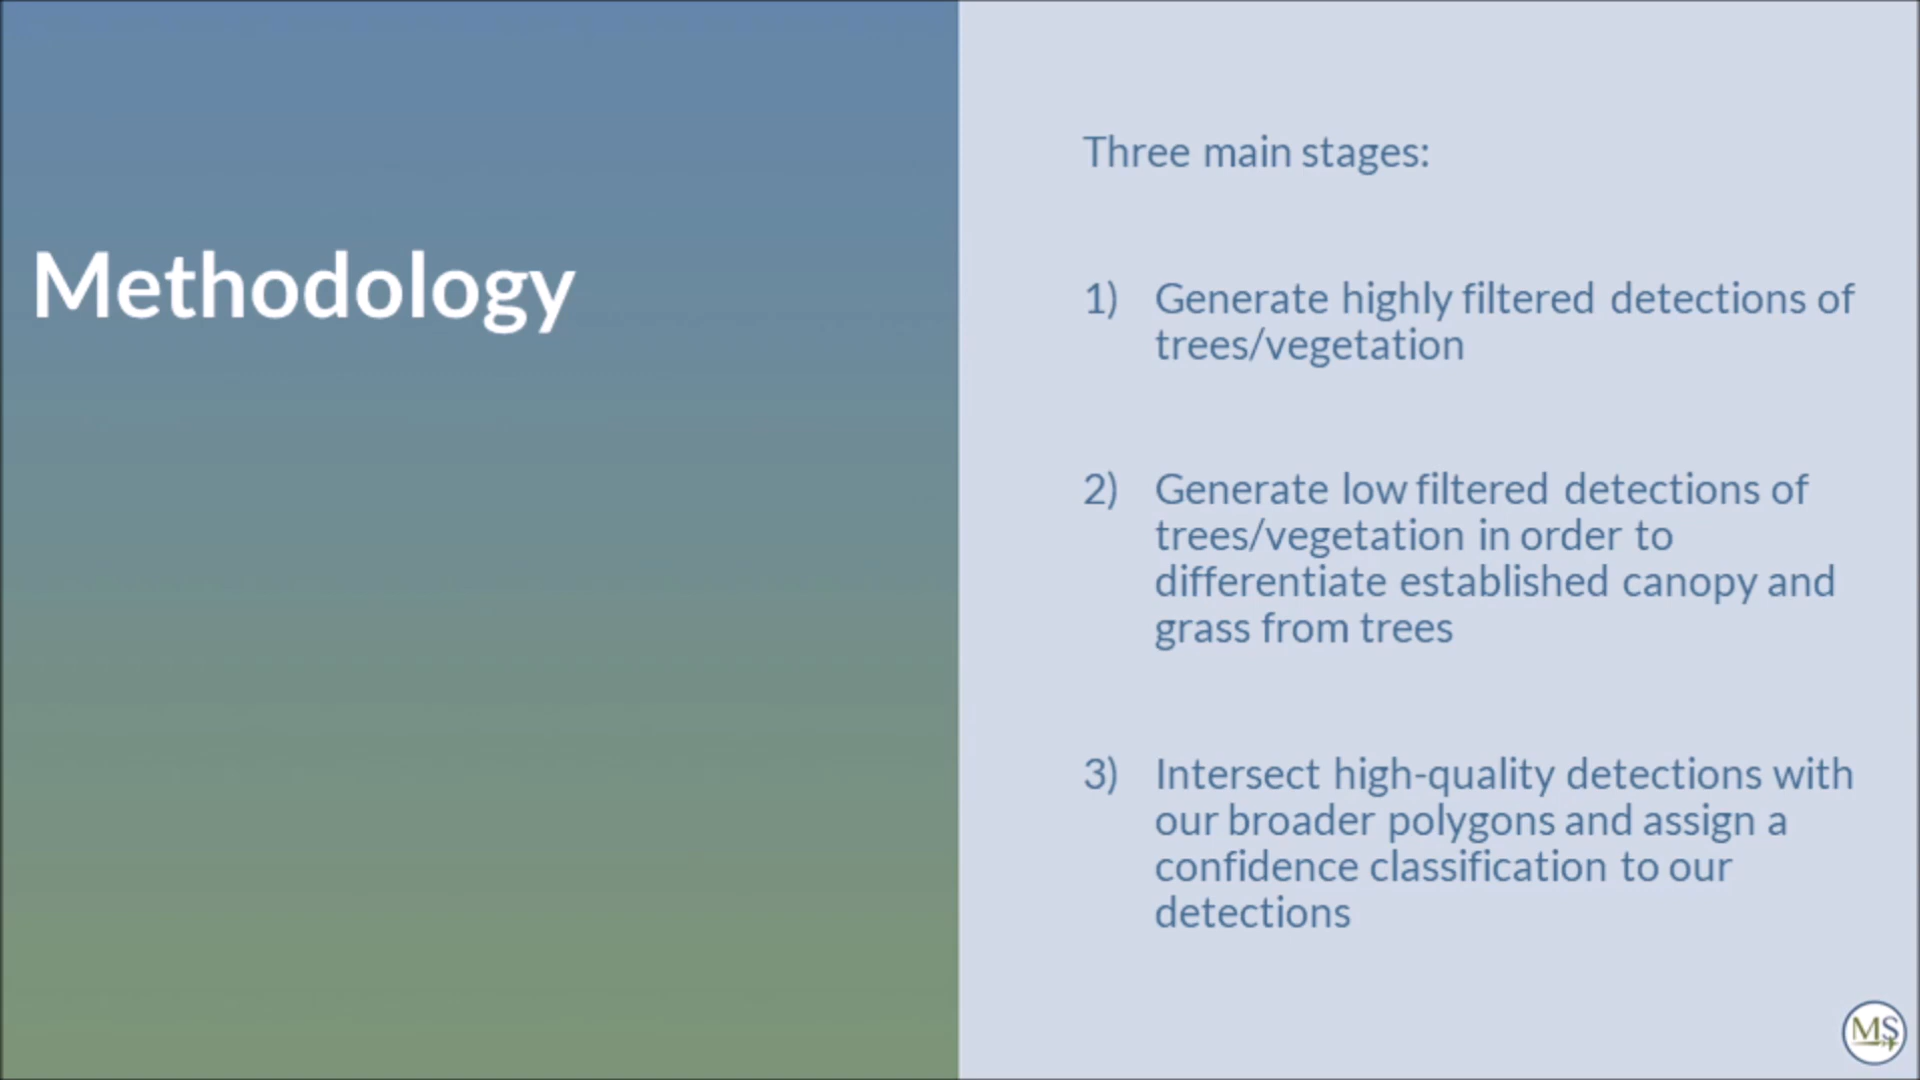 Methodology
Three main stages:
1) Generate highly filtered detections of
trees/vegetation
2) Generate low filtered detections of
trees/vegetation in order to
differentiate established canopy and
grass from trees
3) Intersect high-quality detections with
our broader polygons and assign a
confidence classification to our
detections
MS